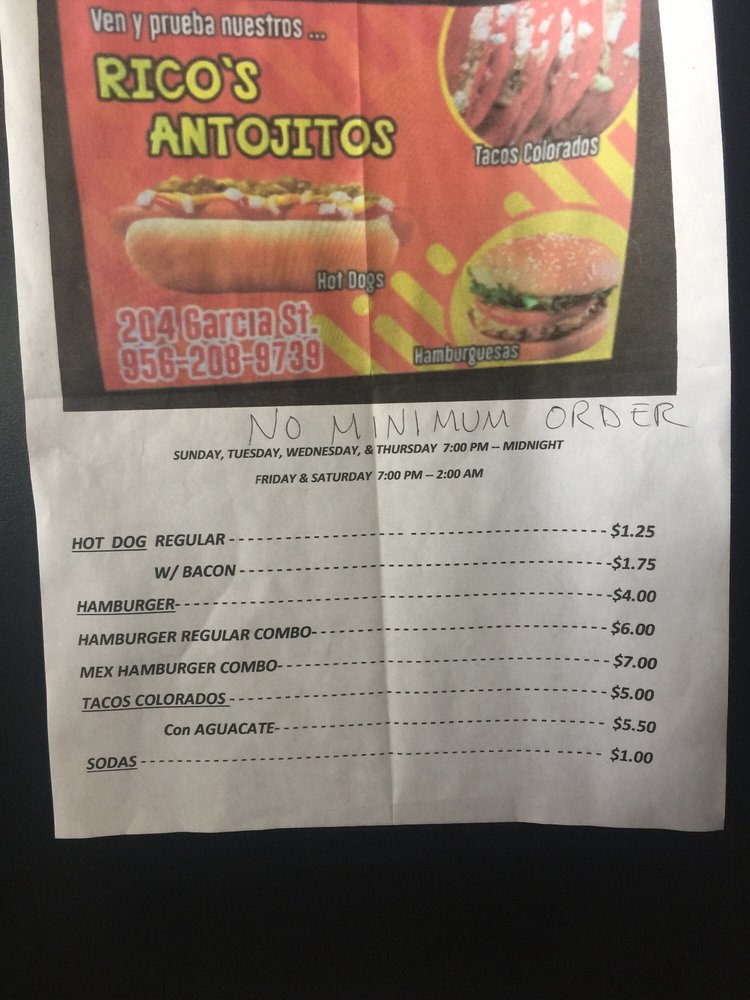 Ven y prueba nuestros ...
RICO'S
ANTOJITOS
Tacos Colorados
Hot Dogs
204 Garcia St.
956-208-9739
Hamburguesas
NO MINIMUM ORDER
SUNDAY, TUESDAY, WEDNESDAY, & THURSDAY 7:00 PM -- MIDNIGHT
FRIDAY & SATURDAY 7:00 PM -- 2:00 AM
HOT DOG REGULAR - - - - - - - - - - - - - - - - - - - - - - - - - - - - - - - - - - - - $1.25
W/ BACON - - - - - - - - - - - - - - - - - - - - - - - - - - - - - - - - - - - - $1.75
HAMBURGER- - - - - - - - - - - - - - - - - - - - - - - - - - - - - - - - - - - - - - - - $4.00
HAMBURGER REGULAR COMBO- - - - - - - - - - - - - - - - - - - - - - - - - - - - $6.00
MEX HAMBURGER COMBO- - - - - - - - - - - - - - - - - - - - - - - - - - - - - - - $7.00
TACOS COLORADOS - - - - - - - - - - - - - - - - - - - - - - - - - - - - - - - - - - - $5.00
Con AGUACATE- - - - - - - - - - - - - - - - - - - - - - - - - - - - - - - $5.50
SODAS - - - - - - - - - - - - - - - - - - - - - - - - - - - - - - - - - - - - - - - - - - - $1.00